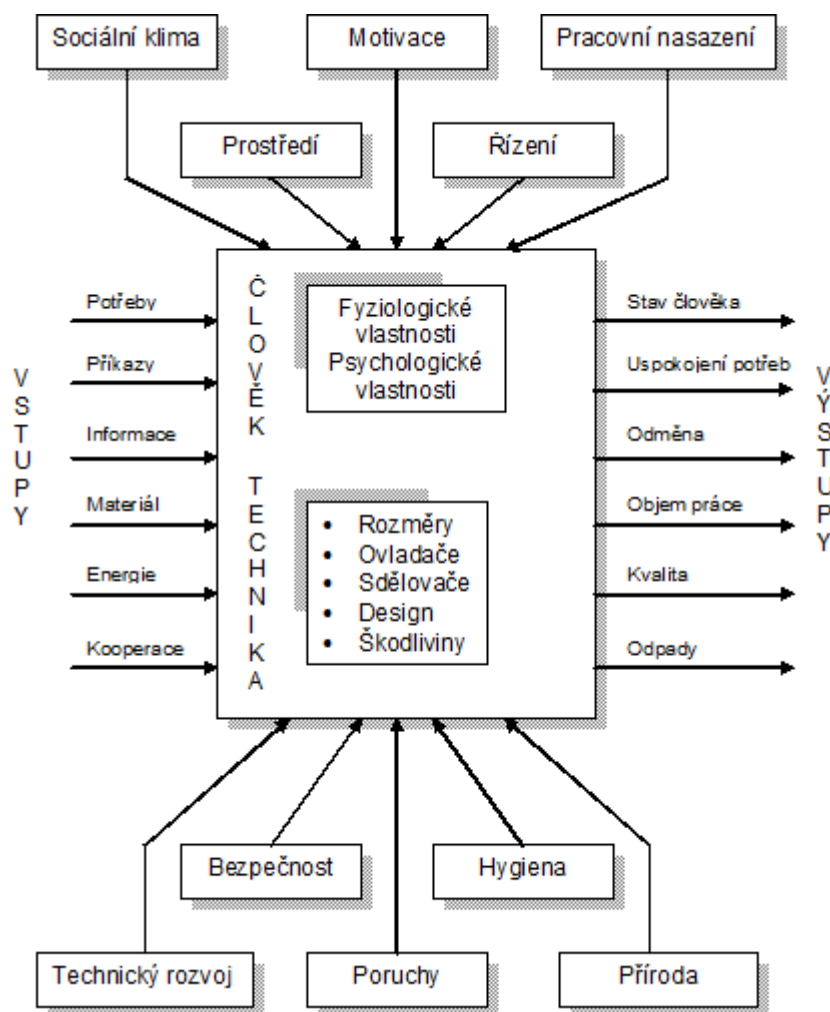 Sociální klima
Motivace
Pracovní nasazení
Prostředí
Řízení
VSTUPY
Potřeby
Příkazy
Informace
Materiál
Energie
Kooperace
ČLOVĚK TECHNIKA
Fyziologické
vlastnosti
Psychologické
vlastnosti
• Rozměry
• Ovladače
• Sdělovače
• Design
• Škodliviny
Stav člověka
Uspokojení potřeb
Odměna
Objem práce
Kvalita
Odpady
VÝSTUPY
Bezpečnost
Hygiena
Technický rozvoj
Poruchy
Příroda